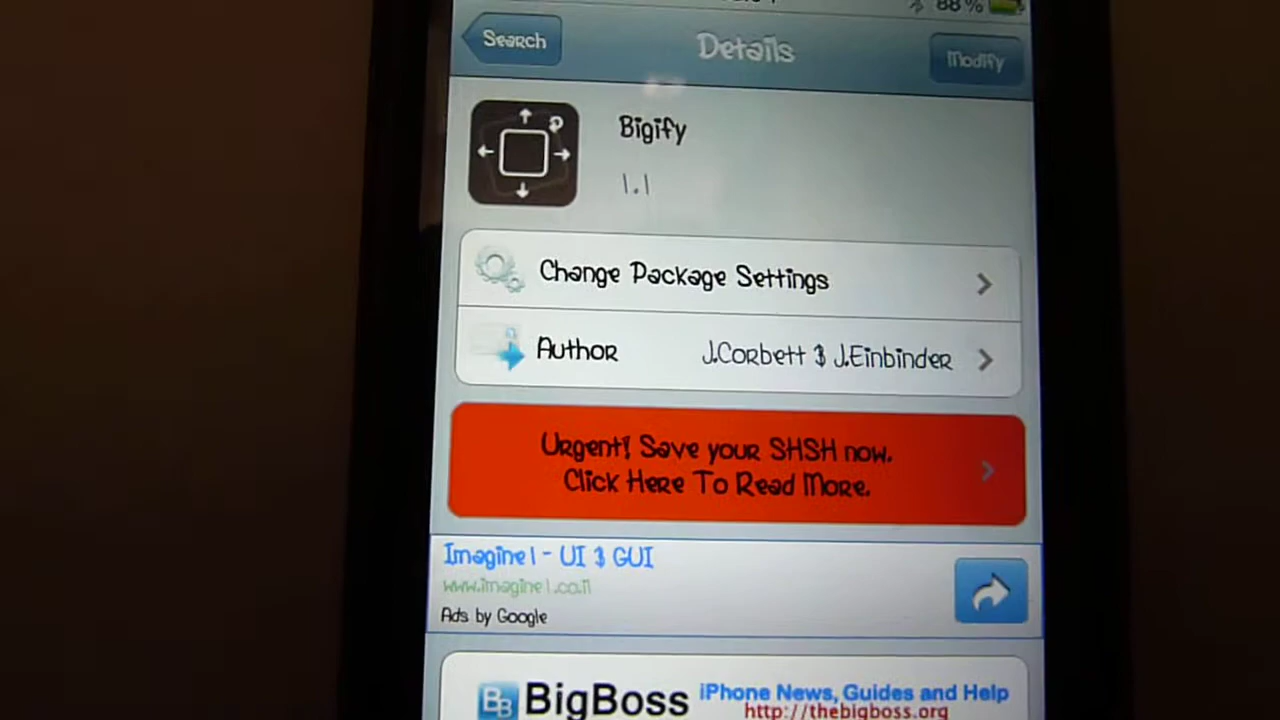 88%
Search
Details
Modify
Bigify
1.1
Change Package Settings
Author
J.Corbett & J.Einbinder
Urgent! Save your SHSH now.
Click Here To Read More.
Imagine1 - UI & GUI
www.imagine1.co.il
Ads by Google
BB
BigBoss
iPhone News, Guides and Help
http://thebigboss.org